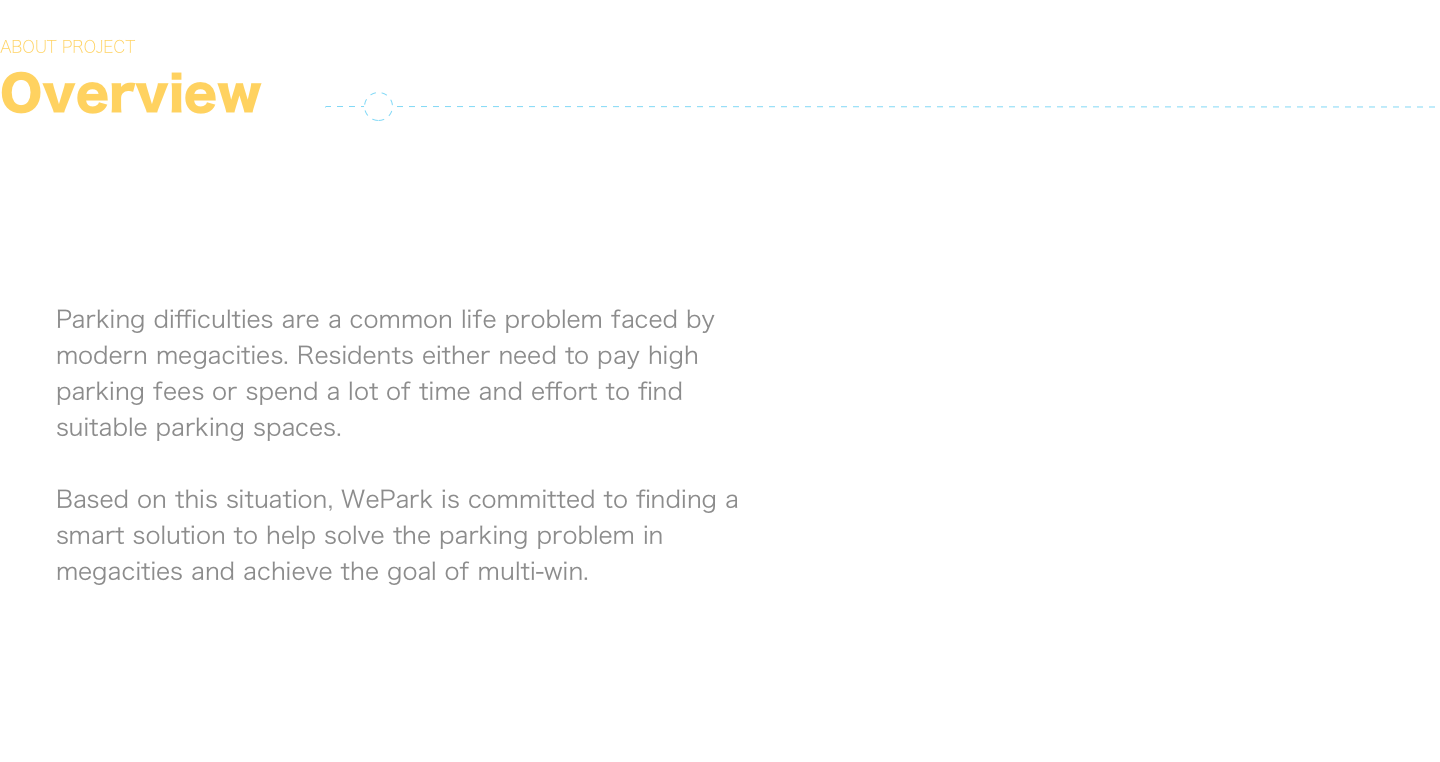 ABOUT PROJECT
Overview
Parking difficulties are a common life problem faced by
modern megacities. Residents either need to pay high
parking fees or spend a lot of time and effort to find
suitable parking spaces.
Based on this situation, WePark is committed to finding a
smart solution to help solve the parking problem in
megacities and achieve the goal of multi-win.